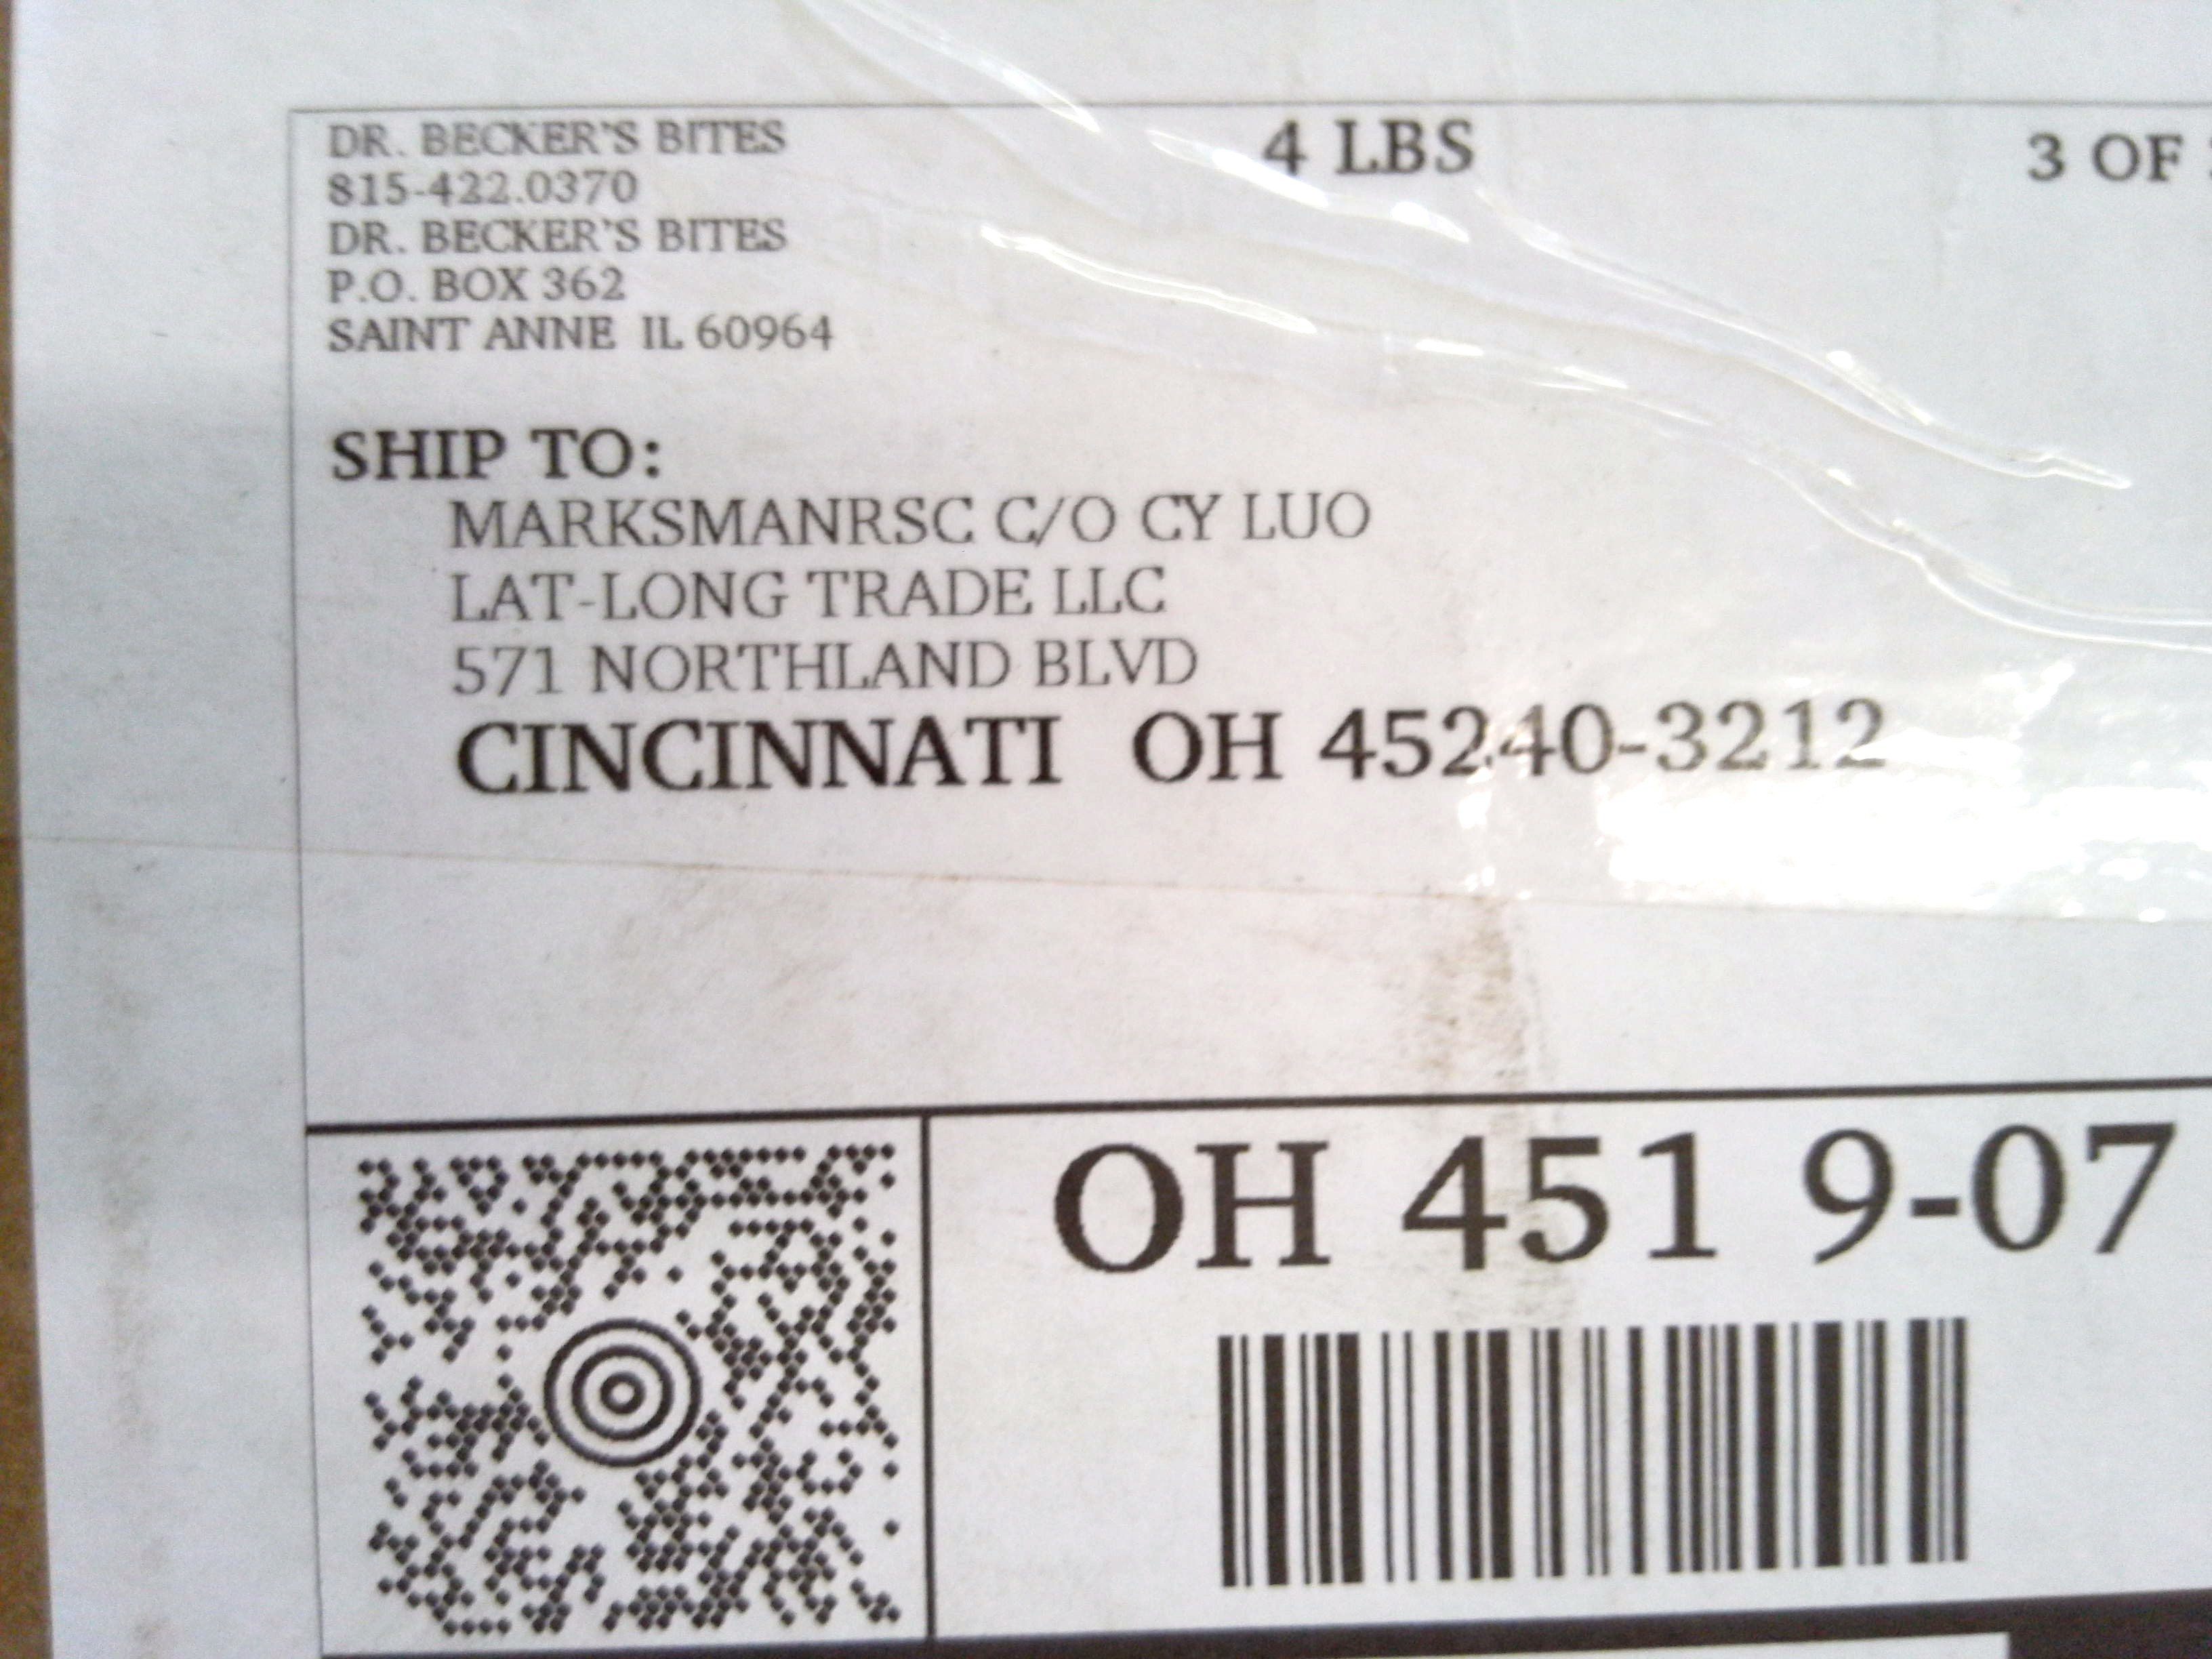 DR. BECKER'S BITES
815-422.0370
DR. BECKER'S BITES
P.O. BOX 362
SAINT ANNE IL 60964
4 LBS
3 OF
SHIP TO:
MARKSMANRSC C/O CY LUO
LAT-LONG TRADE LLC
571 NORTHLAND BLVD
CINCINNATI OH 45240-3212
OH 451 9-07